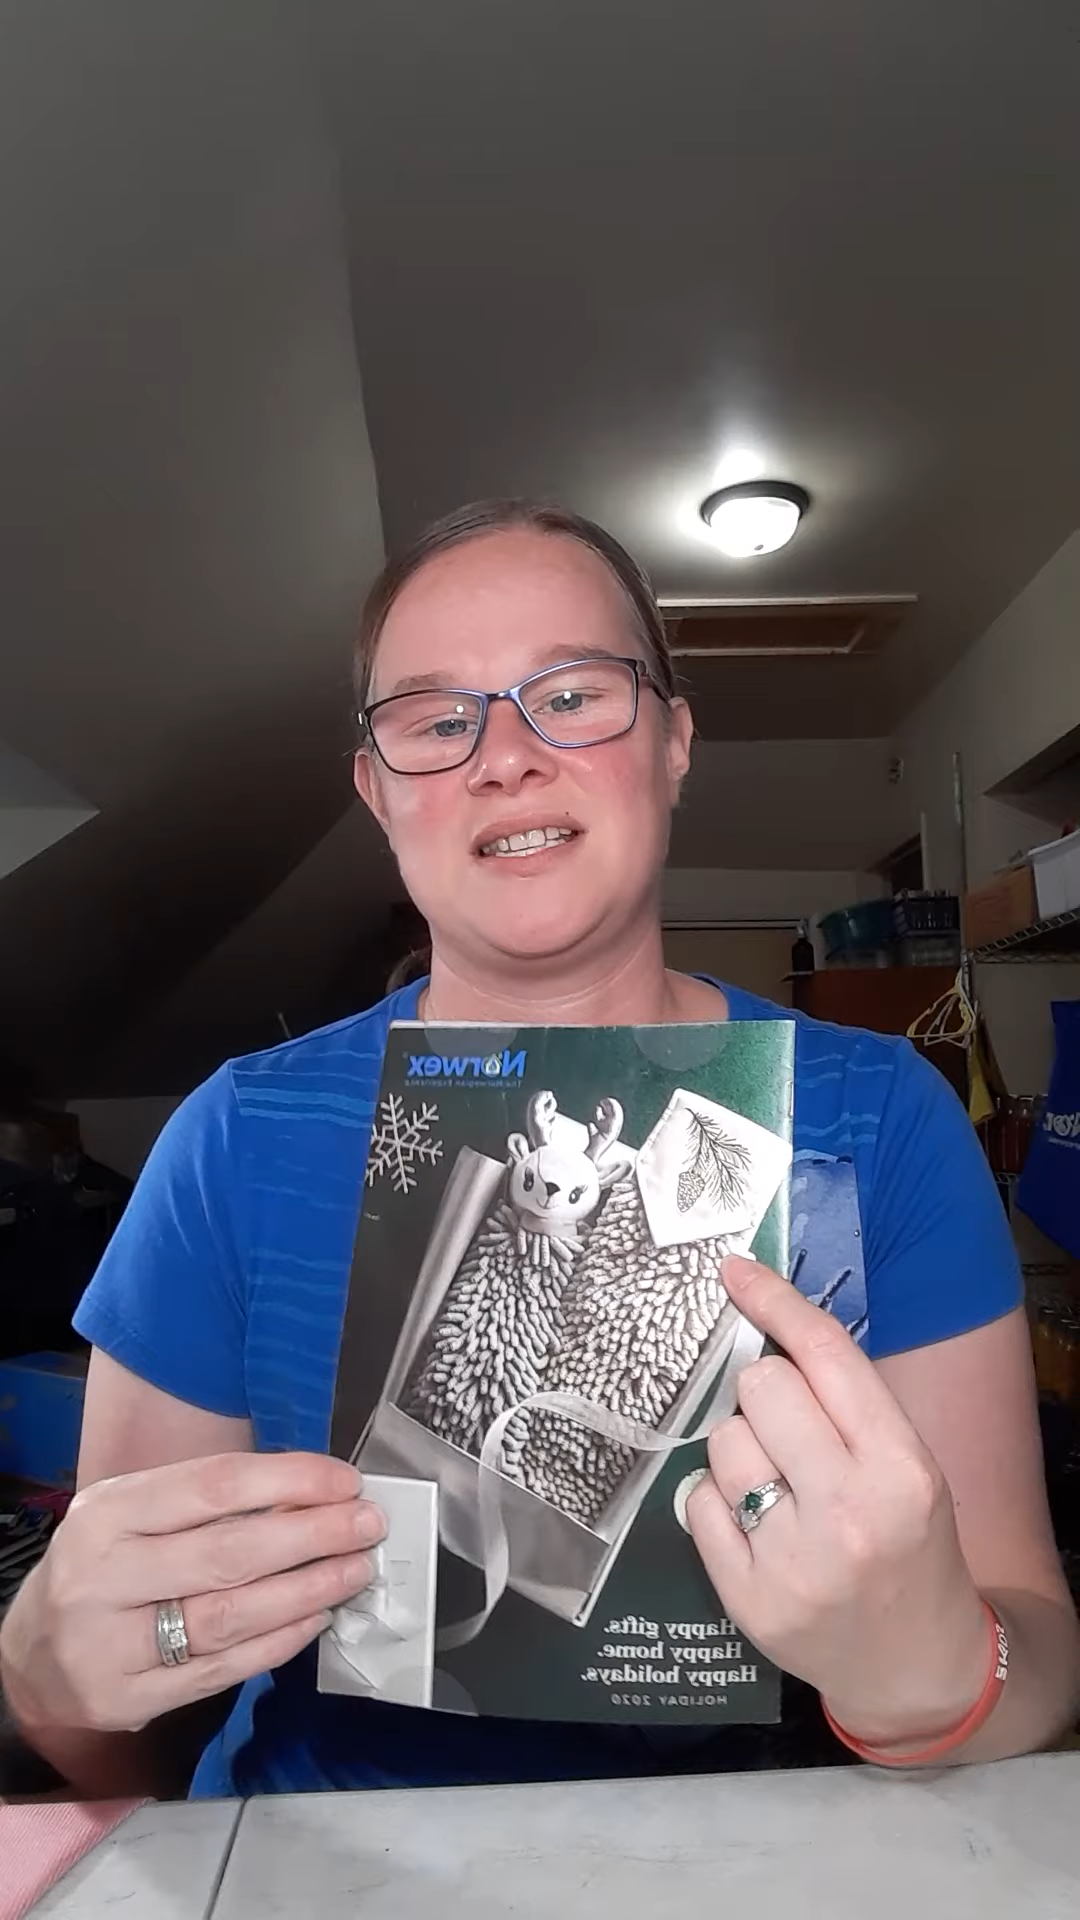 Norwex
The Norwegian Experience
Happy gifts.
Happy home.
Happy holidays.
HOLIDAY 2020